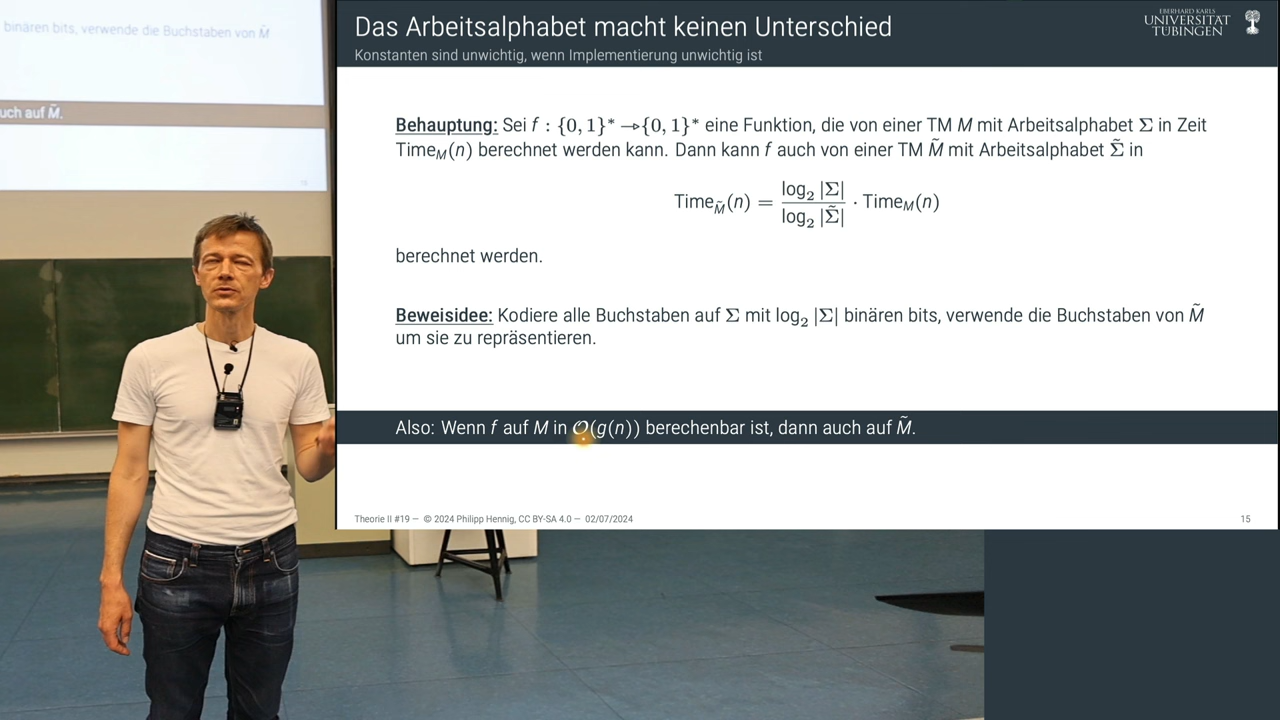 binären bits, verwende die Buchstaben von M̃
uch auf M̃.
15
Das Arbeitsalphabet macht keinen Unterschied
Konstanten sind unwichtig, wenn Implementierung unwichtig ist
EBERHARD KARLS
UNIVERSITÄT
TÜBINGEN
Behauptung: Sei f : {0, 1}* ⇀ {0, 1}* eine Funktion, die von einer TM M mit Arbeitsalphabet Σ in Zeit
Time_M(n) berechnet werden kann. Dann kann f auch von einer TM M̃ mit Arbeitsalphabet Σ̃ in
Time_M̃(n) = log₂ |Σ| / log₂ |Σ̃| · Time_M(n)
berechnet werden.
Beweisidee: Kodiere alle Buchstaben auf Σ mit log₂ |Σ| binären bits, verwende die Buchstaben von M̃
um sie zu repräsentieren.
Also: Wenn f auf M in 𝒪(g(n)) berechenbar ist, dann auch auf M̃.
Theorie II #19 — © 2024 Philipp Hennig, CC BY-SA 4.0 — 02/07/2024
15